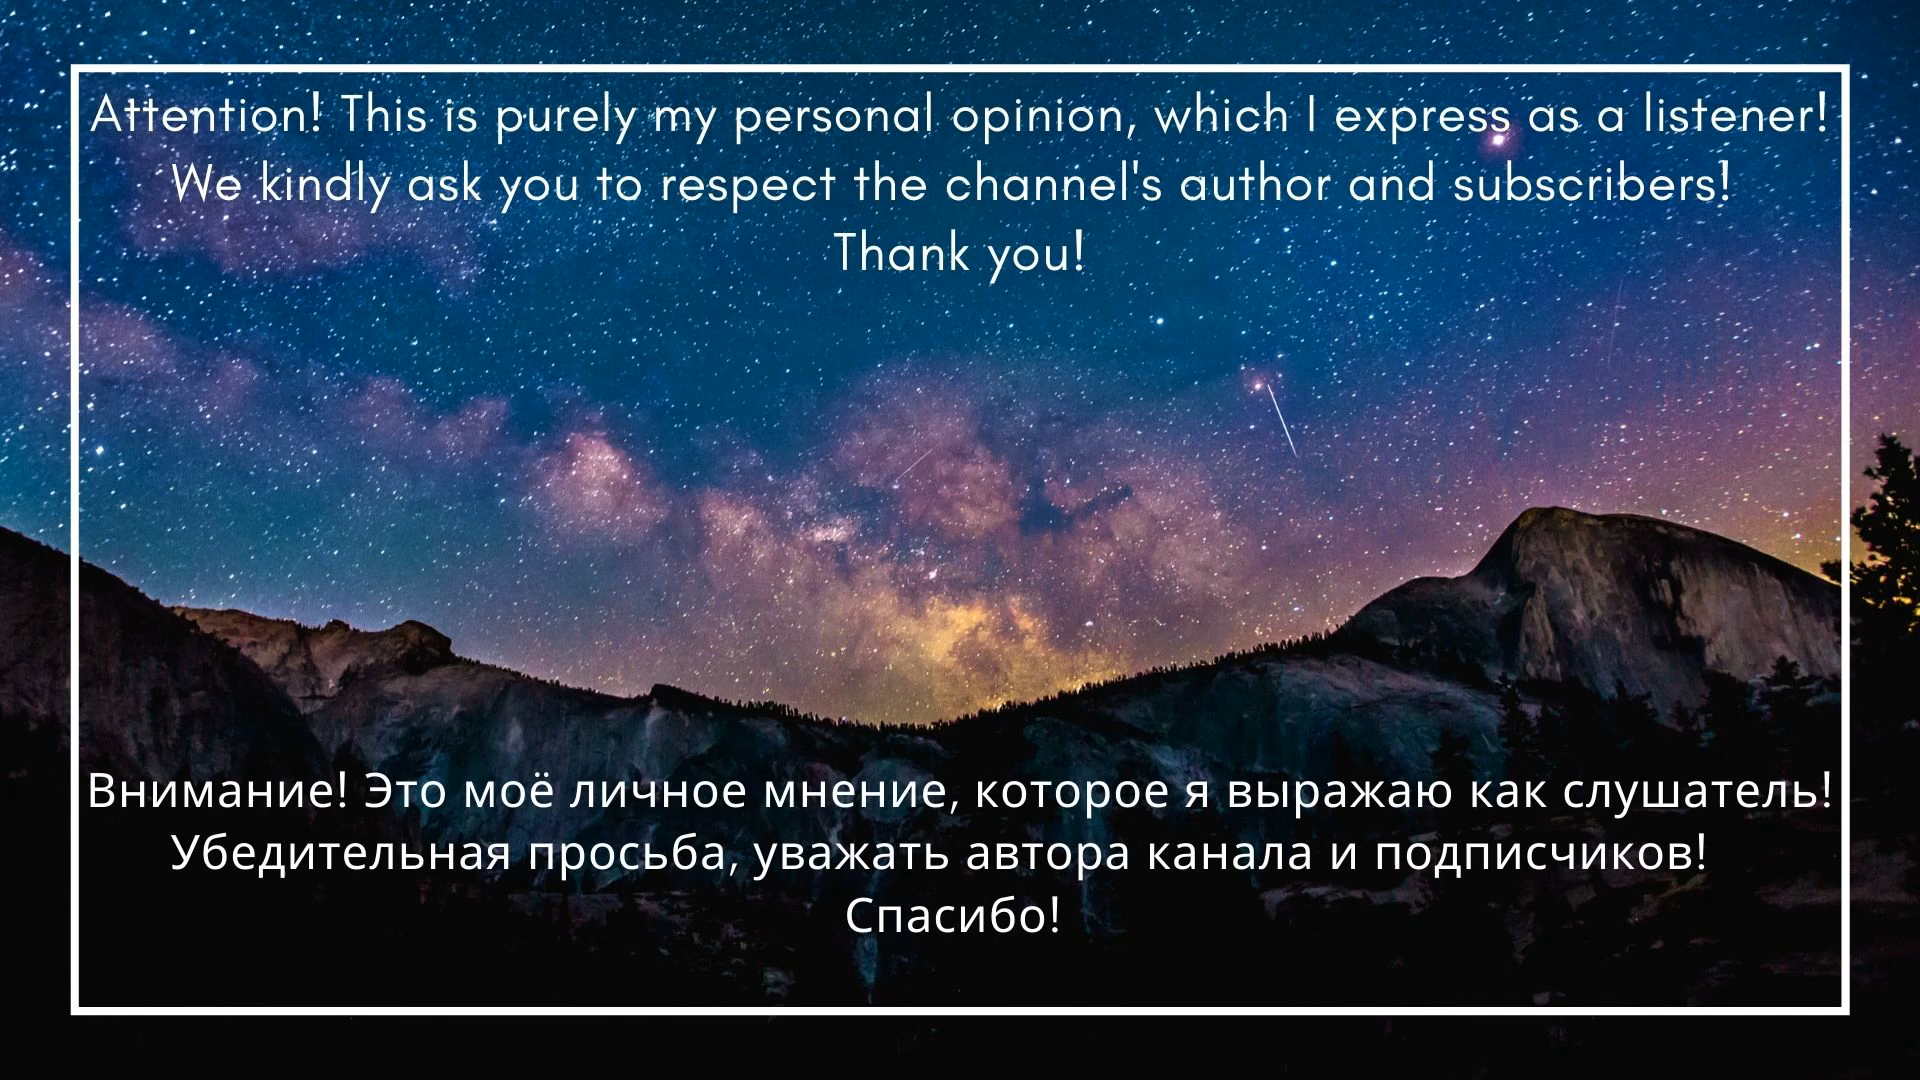 Attention! This is purely my personal opinion, which I express as a listener!
We kindly ask you to respect the channel's author and subscribers!
Thank you!
Внимание! Это моё личное мнение, которое я выражаю как слушатель!
Убедительная просьба, уважать автора канала и подписчиков!
Спасибо!